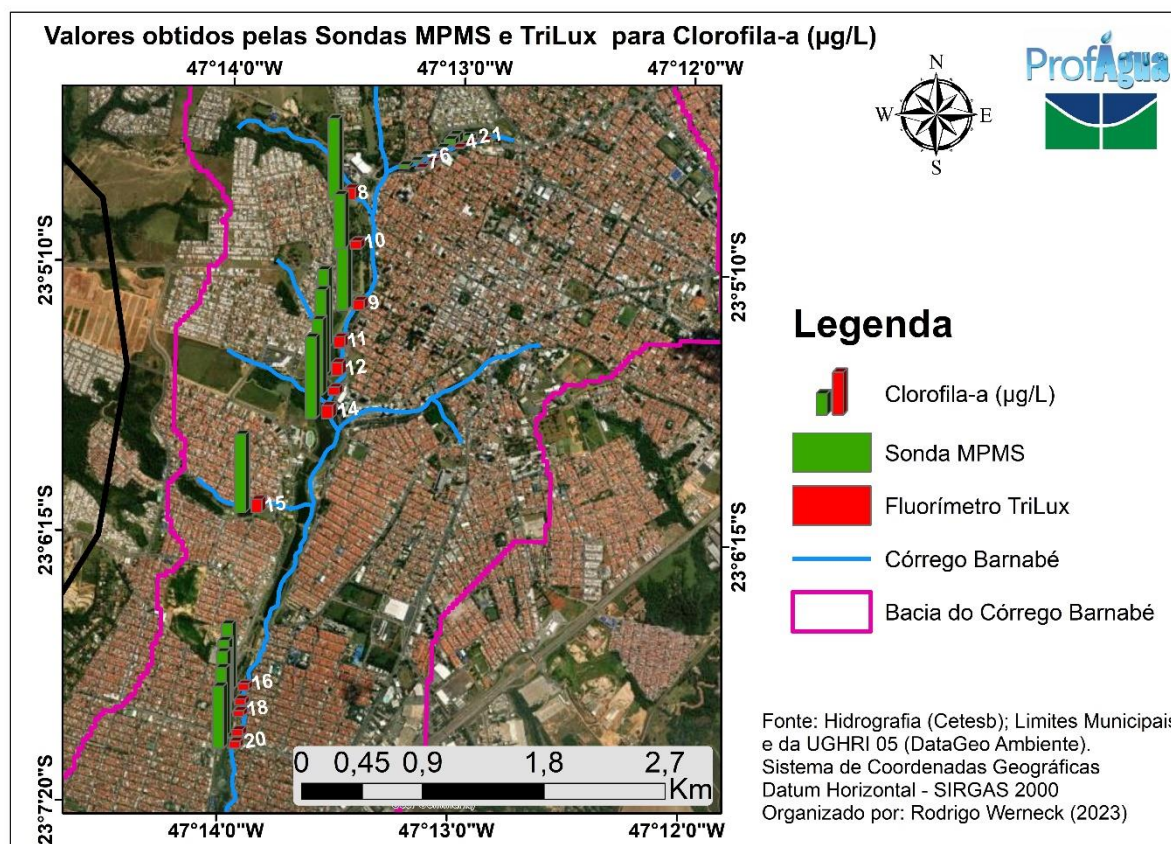 Valores obtidos pelas Sondas MPMS e TriLux para Clorofila-a (µg/L)
47°14'0"W 47°13'0"W 47°12'0"W
N
W E
S
ProfÁgua
21
4
6
7
8
10
9
11
12
14
15
16
18
20
23°5'10"S
23°6'15"S
23°7'20"S
23°5'10"S
23°6'15"S
Legenda
Clorofila-a (µg/L)
Sonda MPMS
Fluorímetro TriLux
Córrego Barnabé
Bacia do Córrego Barnabé
0 0,45 0,9 1,8 2,7
Km
47°14'0"W 47°13'0"W 47°12'0"W
Fonte: Hidrografia (Cetesb); Limites Municipais
e da UGHRI 05 (DataGeo Ambiente).
Sistema de Coordenadas Geográficas
Datum Horizontal - SIRGAS 2000
Organizado por: Rodrigo Werneck (2023)